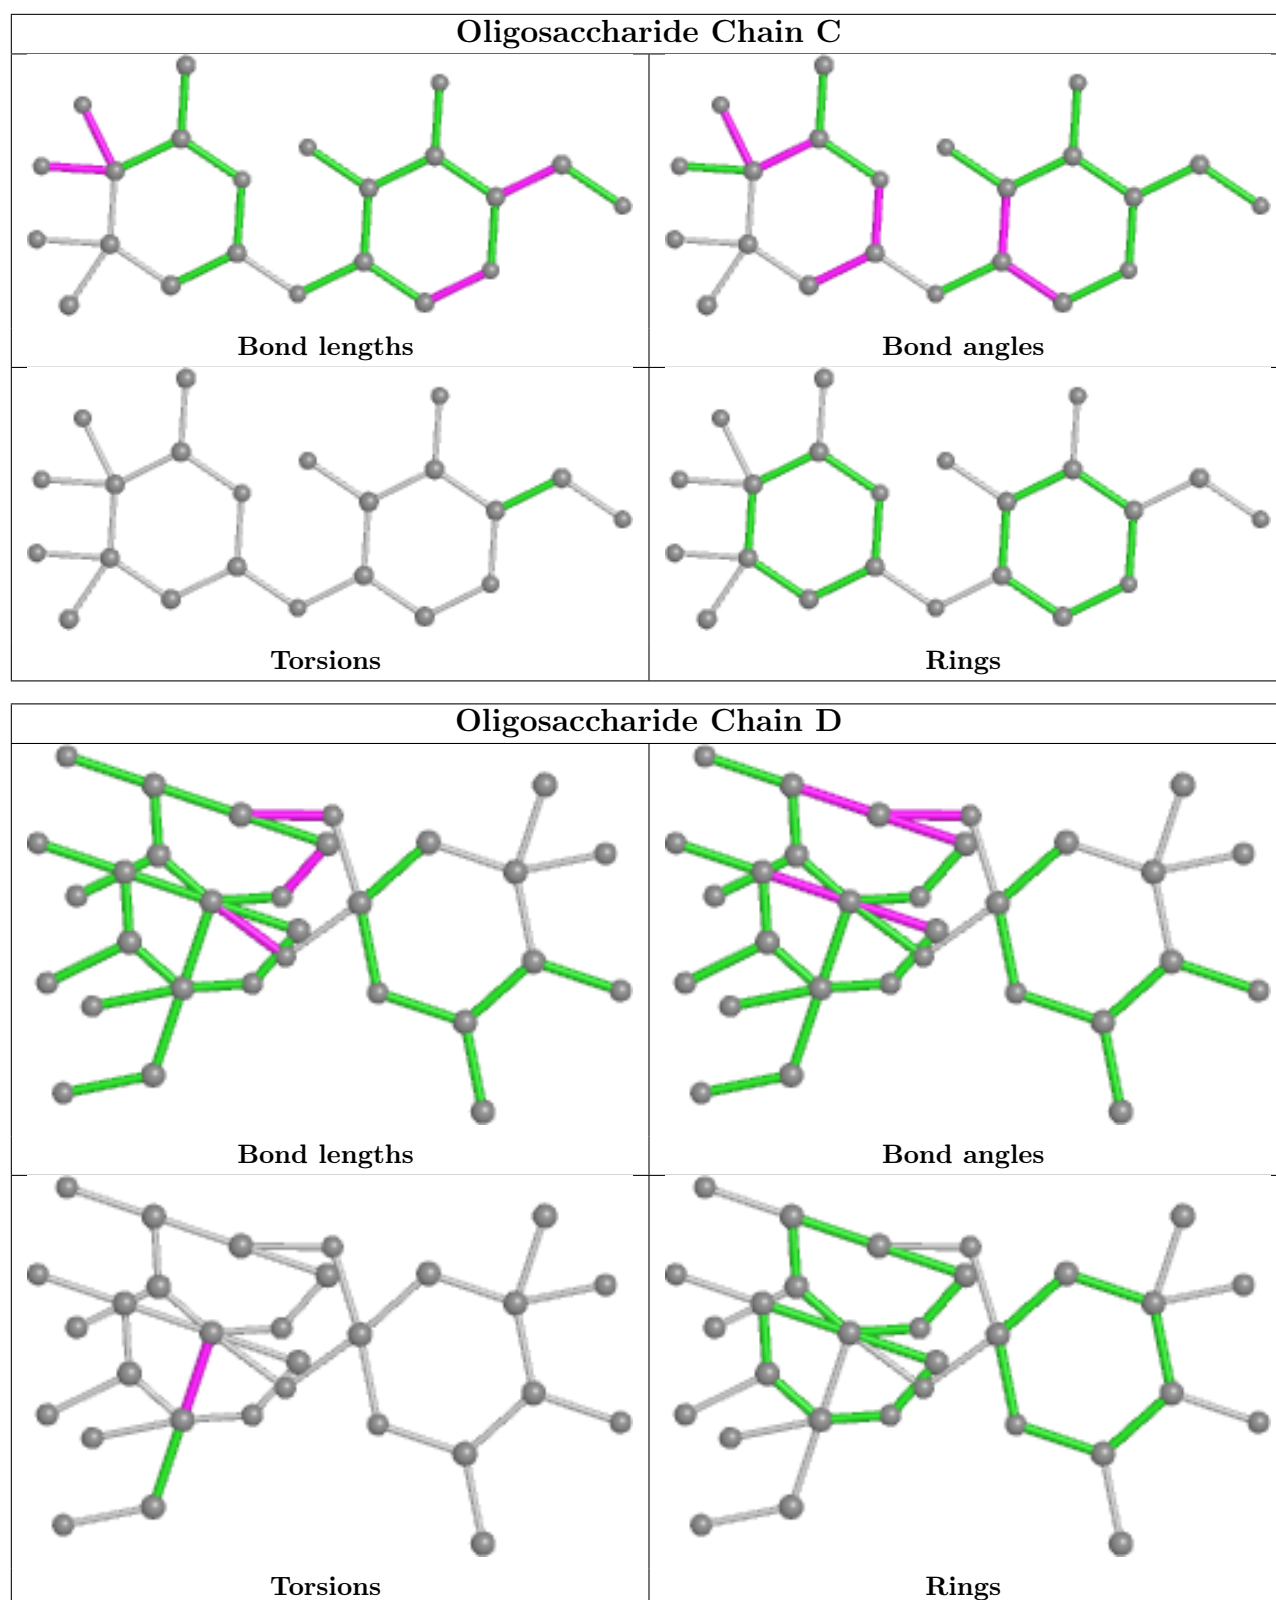 Oligosaccharide Chain C
Bond lengths
Bond angles
Torsions
Rings
Oligosaccharide Chain D
Bond lengths
Bond angles
Torsions
Rings